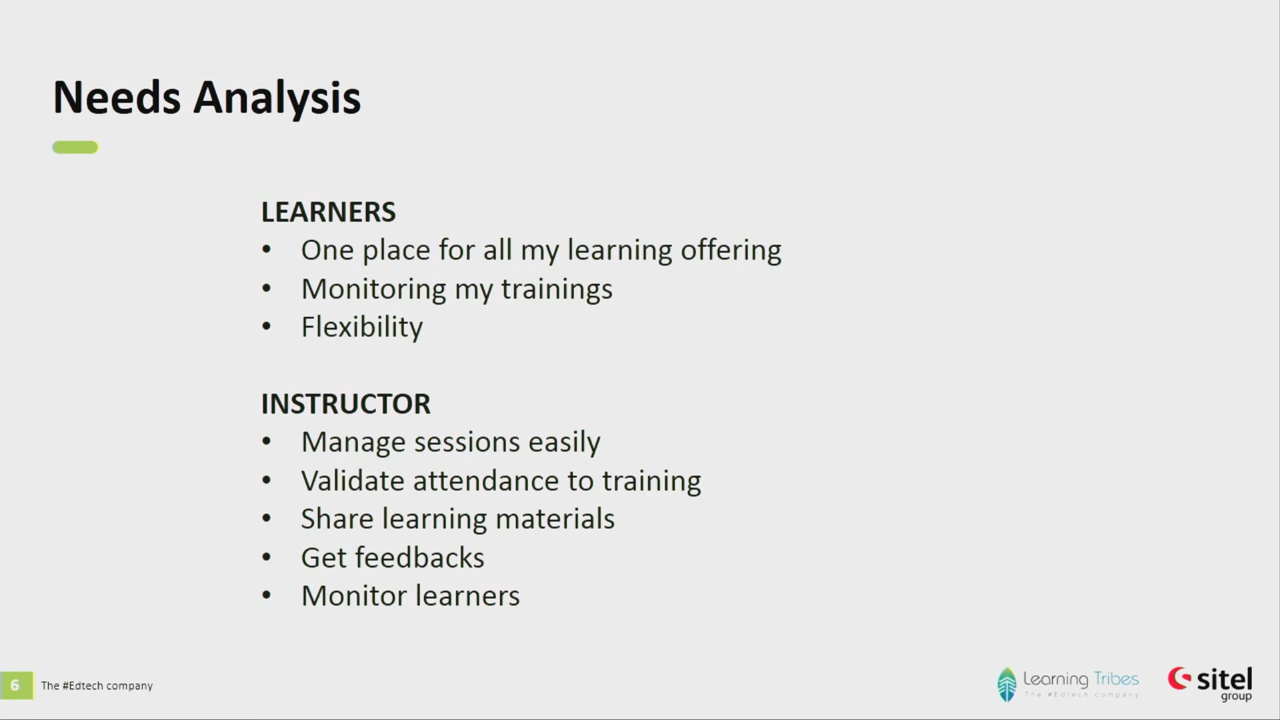 Needs Analysis
LEARNERS
• One place for all my learning offering
• Monitoring my trainings
• Flexibility
INSTRUCTOR
• Manage sessions easily
• Validate attendance to training
• Share learning materials
• Get feedbacks
• Monitor learners
6 The #Edtech company
Learning Tribes
The #Edtech company
sitel
group